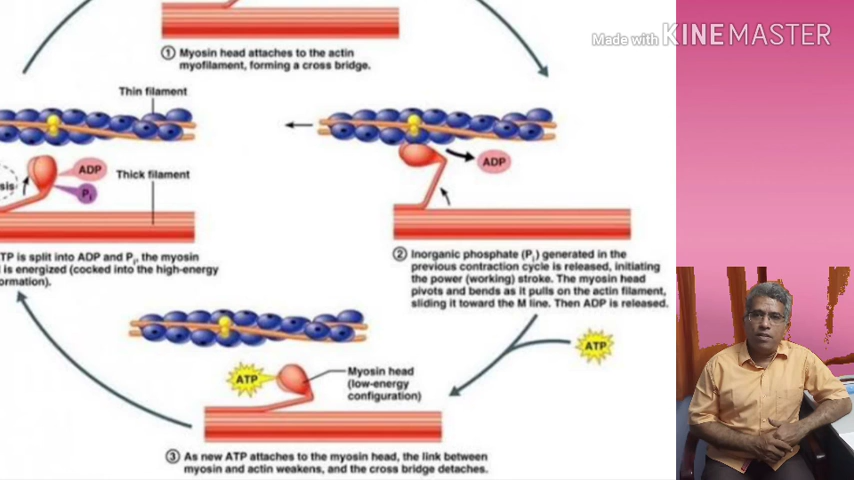 ① Myosin head attaches to the actin
myofilament, forming a cross bridge.
Made with KINEMASTER
Thin filament
ADP
Pi
Thick filament
ADP
TP is split into ADP and Pi, the myosin
is energized (cocked into the high-energy
ormation).
② Inorganic phosphate (Pi) generated in the
previous contraction cycle is released, initiating
the power (working) stroke. The myosin head
pivots and bends as it pulls on the actin filament,
sliding it toward the M line. Then ADP is released.
ATP
ATP
Myosin head
(low-energy
configuration)
③ As new ATP attaches to the myosin head, the link between
myosin and actin weakens, and the cross bridge detaches.